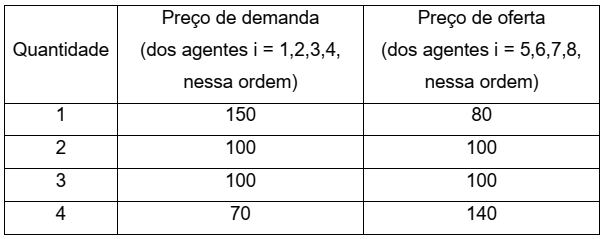 Quantidade
Preço de demanda
(dos agentes i = 1,2,3,4,
nessa ordem)
Preço de oferta
(dos agentes i = 5,6,7,8,
nessa ordem)
1 150 80
2 100 100
3 100 100
4 70 140